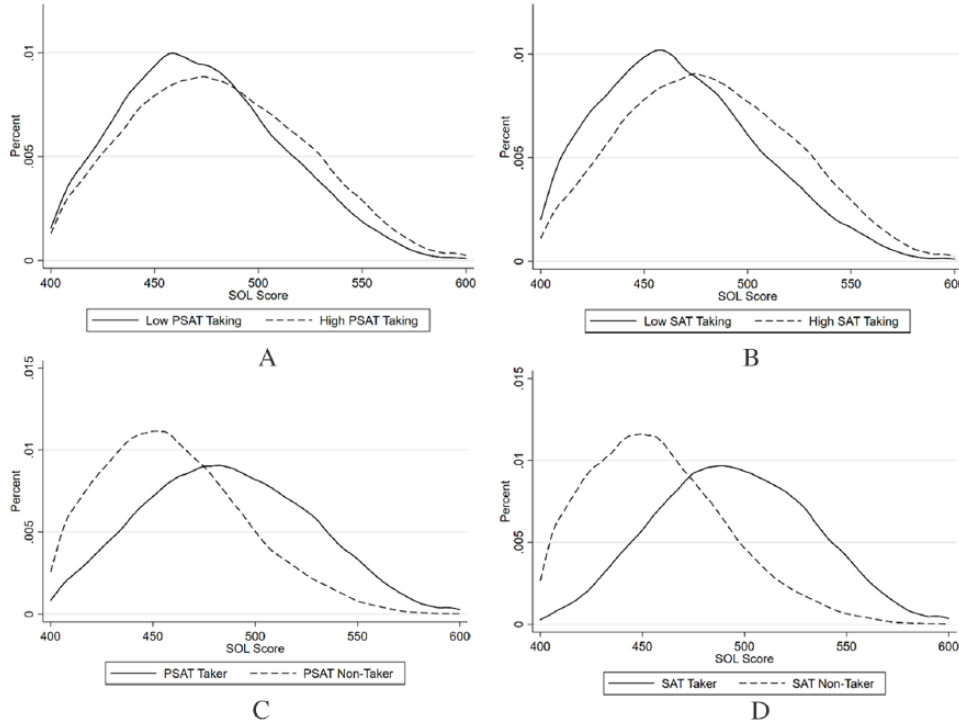 .01
.005
0
Percent
400 450 500 550 600
SOL Score
Low PSAT Taking High PSAT Taking
A
.01
.005
0
Percent
400 450 500 550 600
SOL Score
Low SAT Taking High SAT Taking
B
.015
.01
.005
0
Percent
400 450 500 550 600
SOL Score
PSAT Taker PSAT Non-Taker
C
.015
.01
.005
0
Percent
400 450 500 550 600
SOL Score
SAT Taker SAT Non-Taker
D